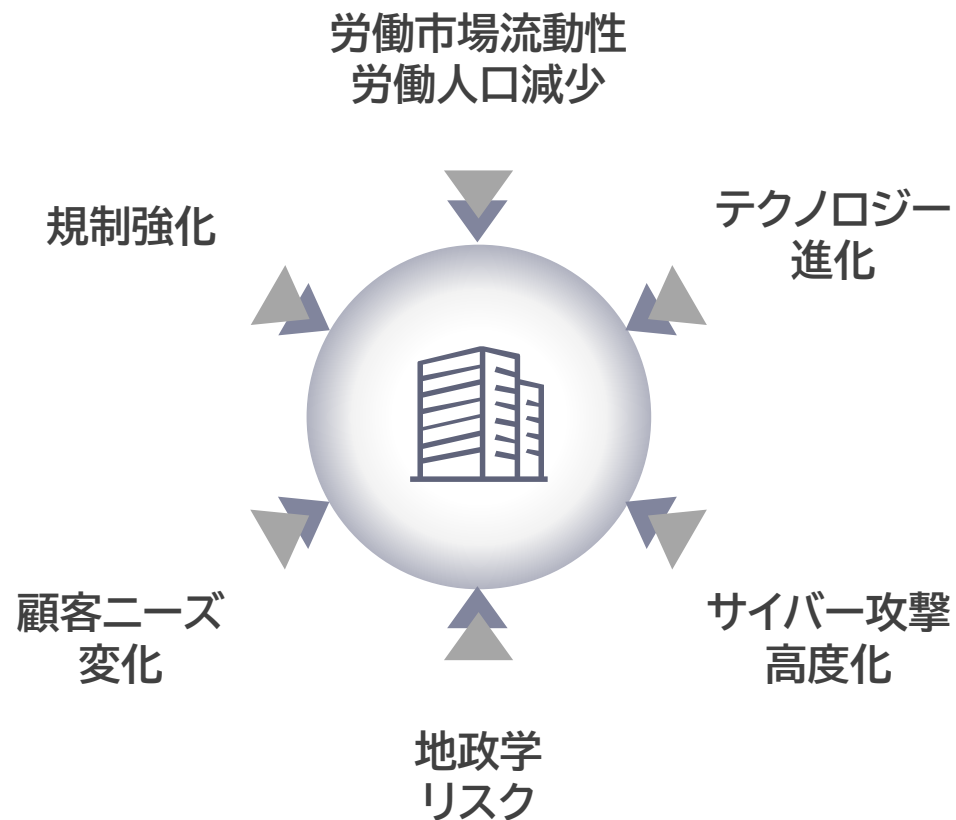 労働市場流動性
労働人口減少
規制強化
テクノロジー
進化
顧客ニーズ
変化
サイバー攻撃
高度化
地政学
リスク